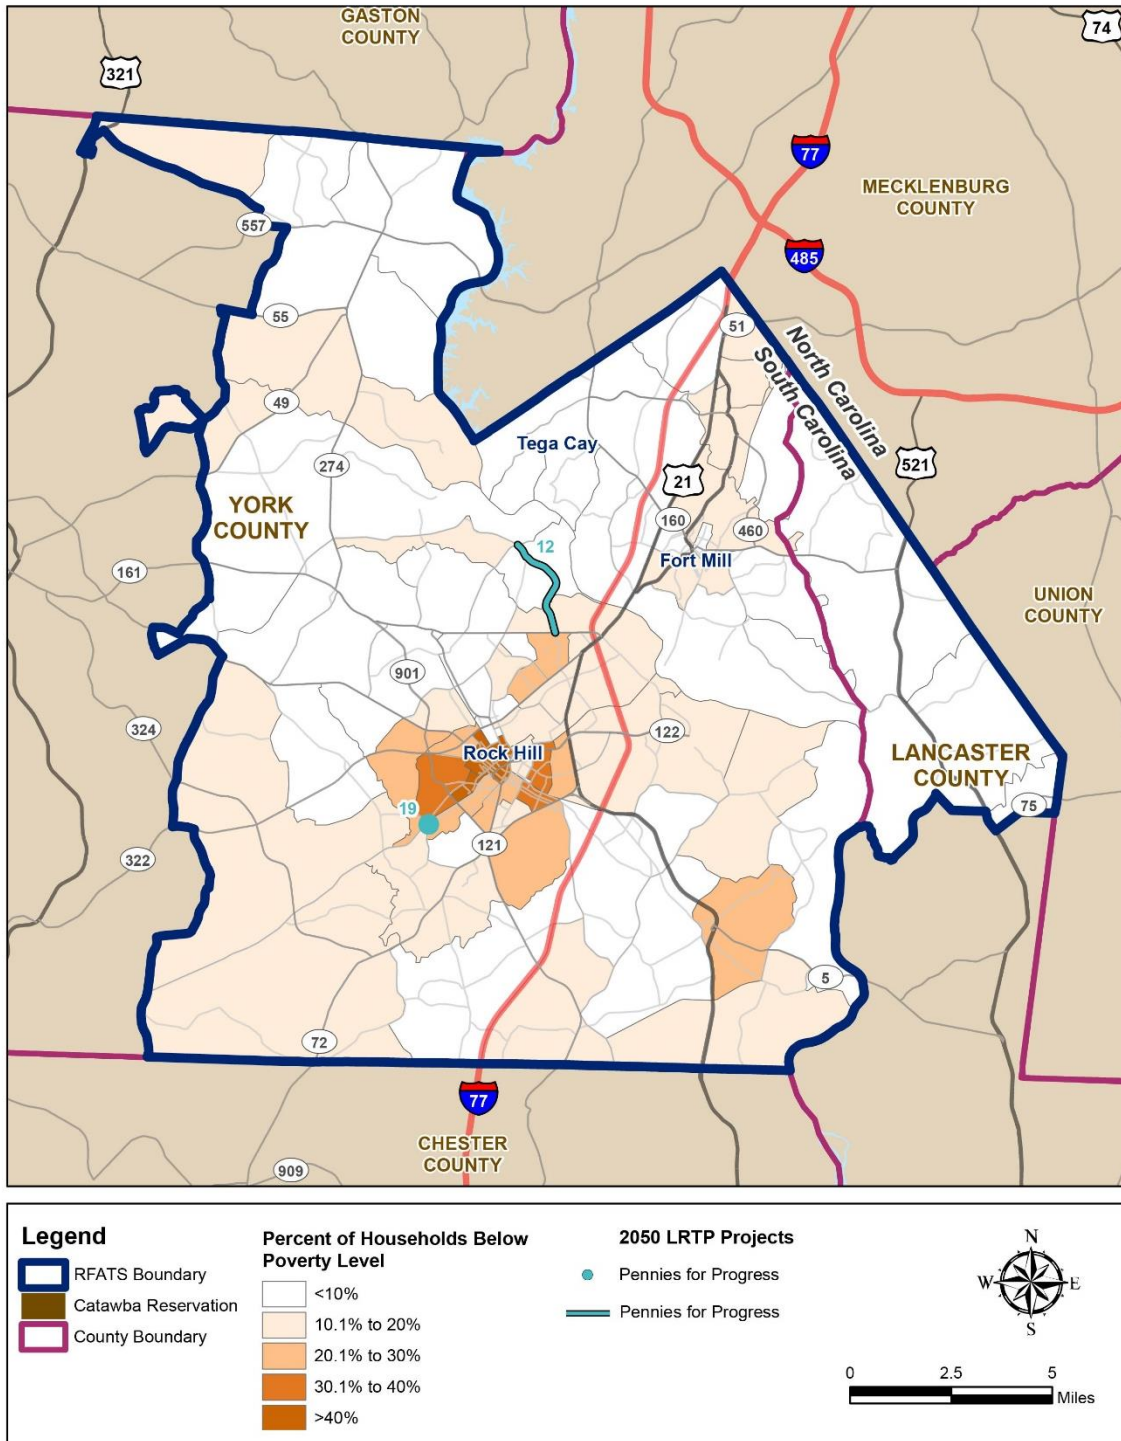 GASTON
COUNTY
74
321
77
MECKLENBURG
COUNTY
557
485
55
51
North Carolina
South Carolina
49
Tega Cay
274
521
21
YORK
COUNTY
160
460
12
Fort Mill
161
UNION
COUNTY
901
324
122
Rock Hill
LANCASTER
COUNTY
19
75
121
322
5
72
77
CHESTER
COUNTY
909
Legend
RFATS Boundary
Catawba Reservation
County Boundary
Percent of Households Below
Poverty Level
<10%
10.1% to 20%
20.1% to 30%
30.1% to 40%
>40%
2050 LRTP Projects
Pennies for Progress
Pennies for Progress
N
W E
S
0 2.5 5
Miles